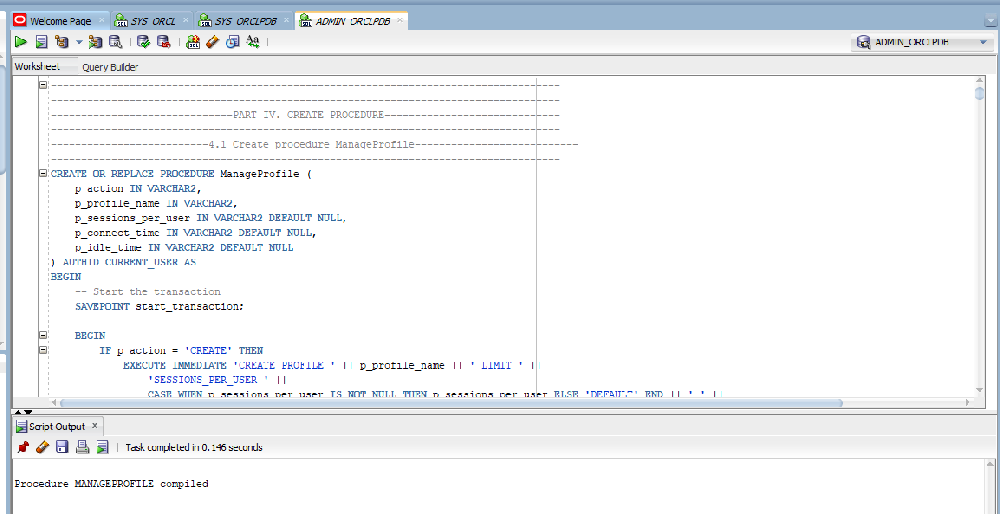 Welcome Page SYS_ORCL SYS_ORCLPDB ADMIN_ORCLPDB
ADMIN_ORCLPDB
Worksheet Query Builder
------------------------------------------------------------------------------------
------------------------------------------------------------------------------------
------------------------------PART IV. CREATE PROCEDURE-----------------------------
------------------------------------------------------------------------------------
--------------------------4.1 Create procedure ManageProfile---------------------------
------------------------------------------------------------------------------------
CREATE OR REPLACE PROCEDURE ManageProfile (
    p_action IN VARCHAR2,
    p_profile_name IN VARCHAR2,
    p_sessions_per_user IN VARCHAR2 DEFAULT NULL,
    p_connect_time IN VARCHAR2 DEFAULT NULL,
    p_idle_time IN VARCHAR2 DEFAULT NULL
) AUTHID CURRENT_USER AS
BEGIN
    -- Start the transaction
    SAVEPOINT start_transaction;
    BEGIN
        IF p_action = 'CREATE' THEN
            EXECUTE IMMEDIATE 'CREATE PROFILE ' || p_profile_name || ' LIMIT ' ||
                'SESSIONS_PER_USER ' ||
                CASE WHEN p_sessions_per_user IS NOT NULL THEN p_sessions_per_user ELSE 'DEFAULT' END || ' ' ||
Script Output
Task completed in 0.146 seconds
Procedure MANAGEPROFILE compiled